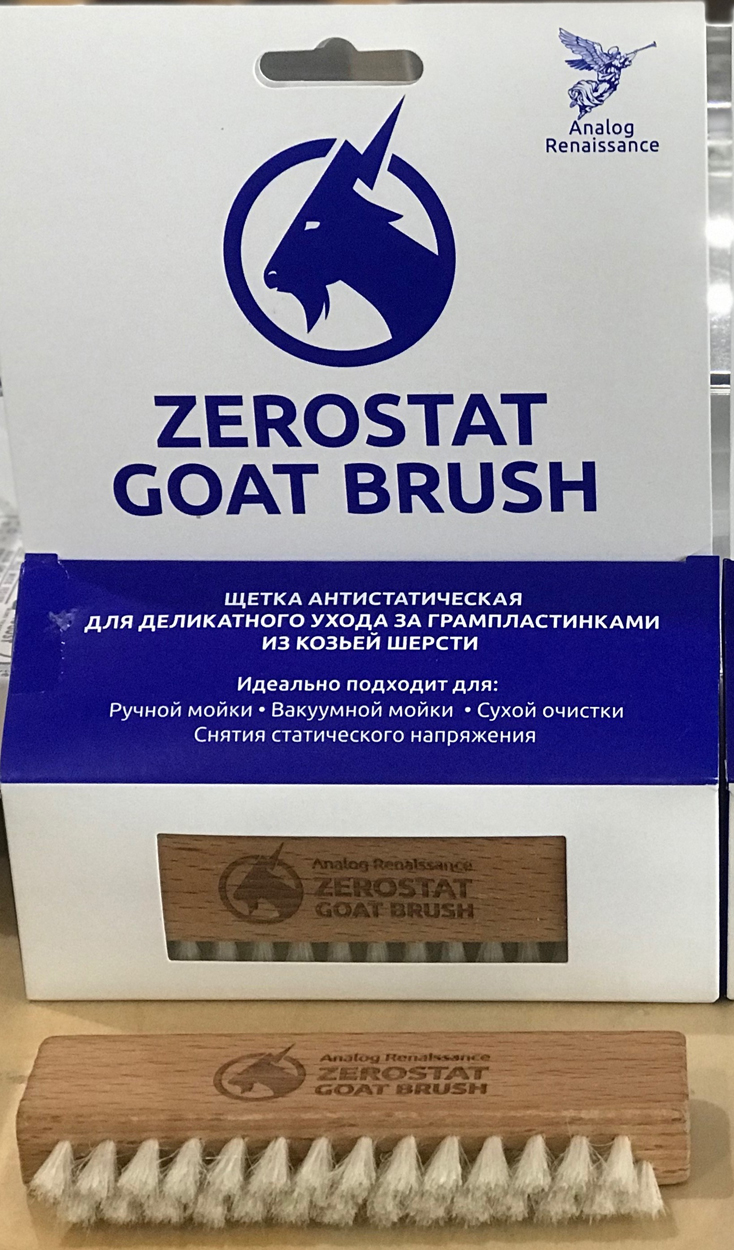 Analog
Renaissance
ZEROSTAT
GOAT BRUSH
ЩЕТКА АНТИСТАТИЧЕСКАЯ
ДЛЯ ДЕЛИКАТНОГО УХОДА ЗА ГРАМПЛАСТИНКАМИ
ИЗ КОЗЬЕЙ ШЕРСТИ
Идеально подходит для:
Ручной мойки • Вакуумной мойки • Сухой очистки
Снятия статического напряжения
Analog Renaissance
ZEROSTAT
GOAT BRUSH
Analog Renaissance
ZEROSTAT
GOAT BRUSH